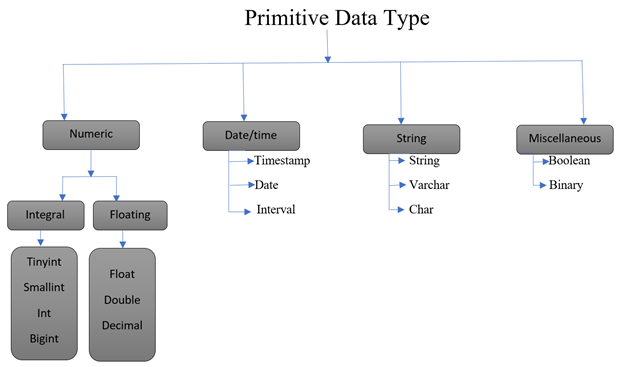 Primitive Data Type
Numeric
Date/time
String
Miscellaneous
Timestamp
Date
Interval
String
Varchar
Char
Boolean
Binary
Integral
Floating
Tinyint
Smallint
Int
Bigint
Float
Double
Decimal